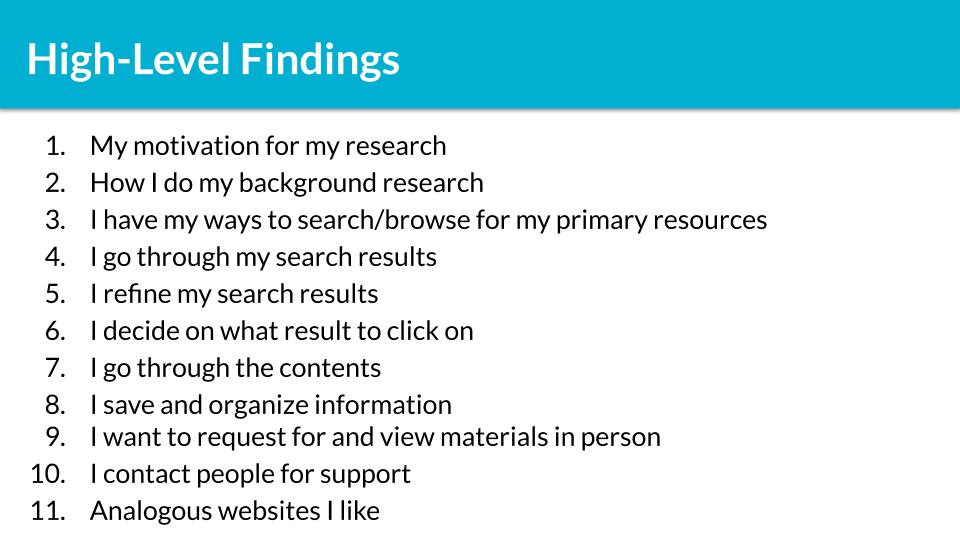 High-Level Findings
1. My motivation for my research
2. How I do my background research
3. I have my ways to search/browse for my primary resources
4. I go through my search results
5. I refine my search results
6. I decide on what result to click on
7. I go through the contents
8. I save and organize information
9. I want to request for and view materials in person
10. I contact people for support
11. Analogous websites I like